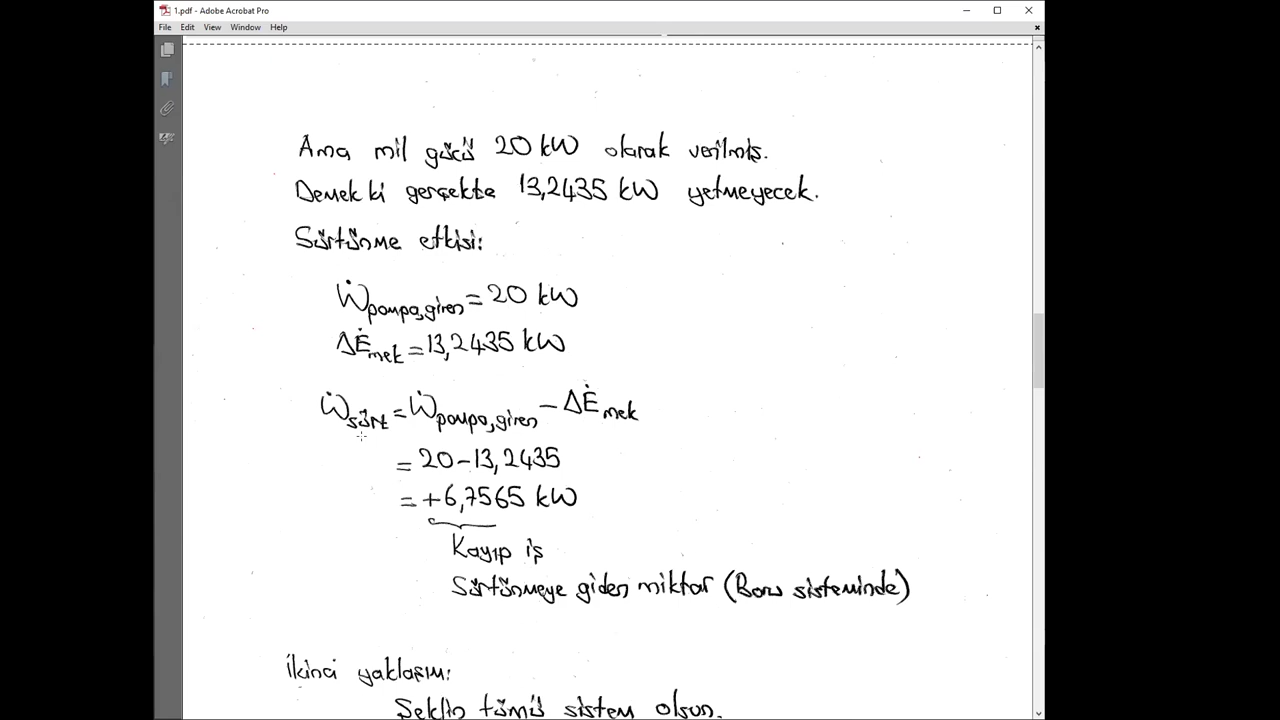 1.pdf - Adobe Acrobat Pro
File Edit View Window Help
Ama mil gücü 20 kW olarak verilmiş.
Demek ki gerçekte 13,2435 kW yetmeyecek.
Sürtünme etkisi:
Ẇpompa,giren = 20 kW
ΔĖmek = 13,2435 kW
Ẇsürt = Ẇpompa,giren - ΔĖmek
= 20 - 13,2435
= +6,7565 kW
Kayıp iş
Sürtünmeye giden miktar (Boru sisteminde)
İkinci yaklaşım:
Şeklin tümü sistem olsun.